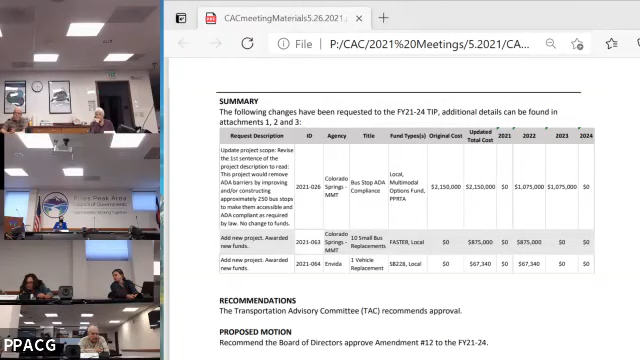 CACmeetingMaterials5.26.2021
File
P:/CAC/2021%20Meetings/5.2021/CA...
SUMMARY
The following changes have been requested to the FY21-24 TIP, additional details can be found in
attachments 1, 2 and 3:
Request Description ID Agency Title Fund Types(s) Original Cost Updated Total Cost 2021 2022 2023 2024
Update project scope: Revise
the 1st sentence of the
project description to read:
This project would remove
ADA barriers by improving
and/or constructing
approximately 250 bus stops
to make them accessible and
ADA compliant as required
by law. No change to funds.
2021-026
Colorado
Springs -
MMT
Bus Stop ADA
Compliance
Local,
Multimodal
Options Fund,
PPRTA
$2,150,000 $2,150,000 $0 $1,075,000 $1,075,000 $0
Add new project. Awarded
new funds.
2021-063
Colorado
Springs -
MMT
10 Small Bus
Replacements
FASTER, Local $0 $875,000 $0 $875,000 $0 $0
Add new project. Awarded
new funds.
2021-064 Envida
1 Vehicle
Replacement
SB228, Local $0 $67,340 $0 $67,340 $0 $0
RECOMMENDATIONS
The Transportation Advisory Committee (TAC) recommends approval.
PROPOSED MOTION
Recommend the Board of Directors approve Amendment #12 to the FY21-24.
Pikes Peak Area
Council of Governments
PPACG